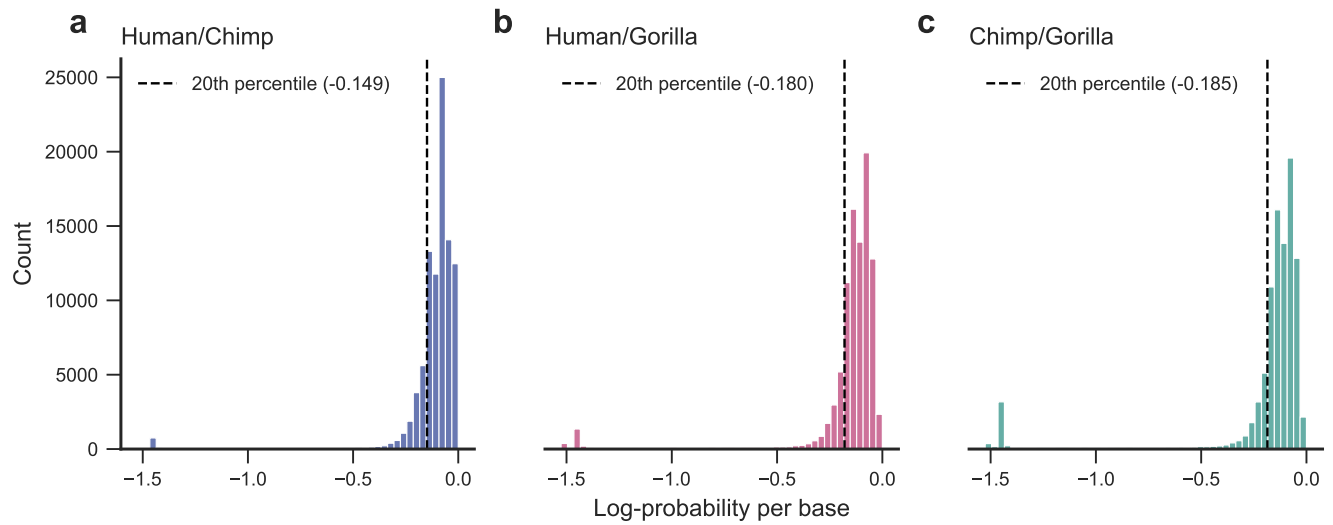 a
Human/Chimp
b
Human/Gorilla
c
Chimp/Gorilla
20th percentile (-0.149)
20th percentile (-0.180)
20th percentile (-0.185)
25000
20000
15000
10000
5000
0
Count
−1.5
−1.0
−0.5
0.0
−1.5
−1.0
−0.5
0.0
−1.5
−1.0
−0.5
0.0
Log-probability per base